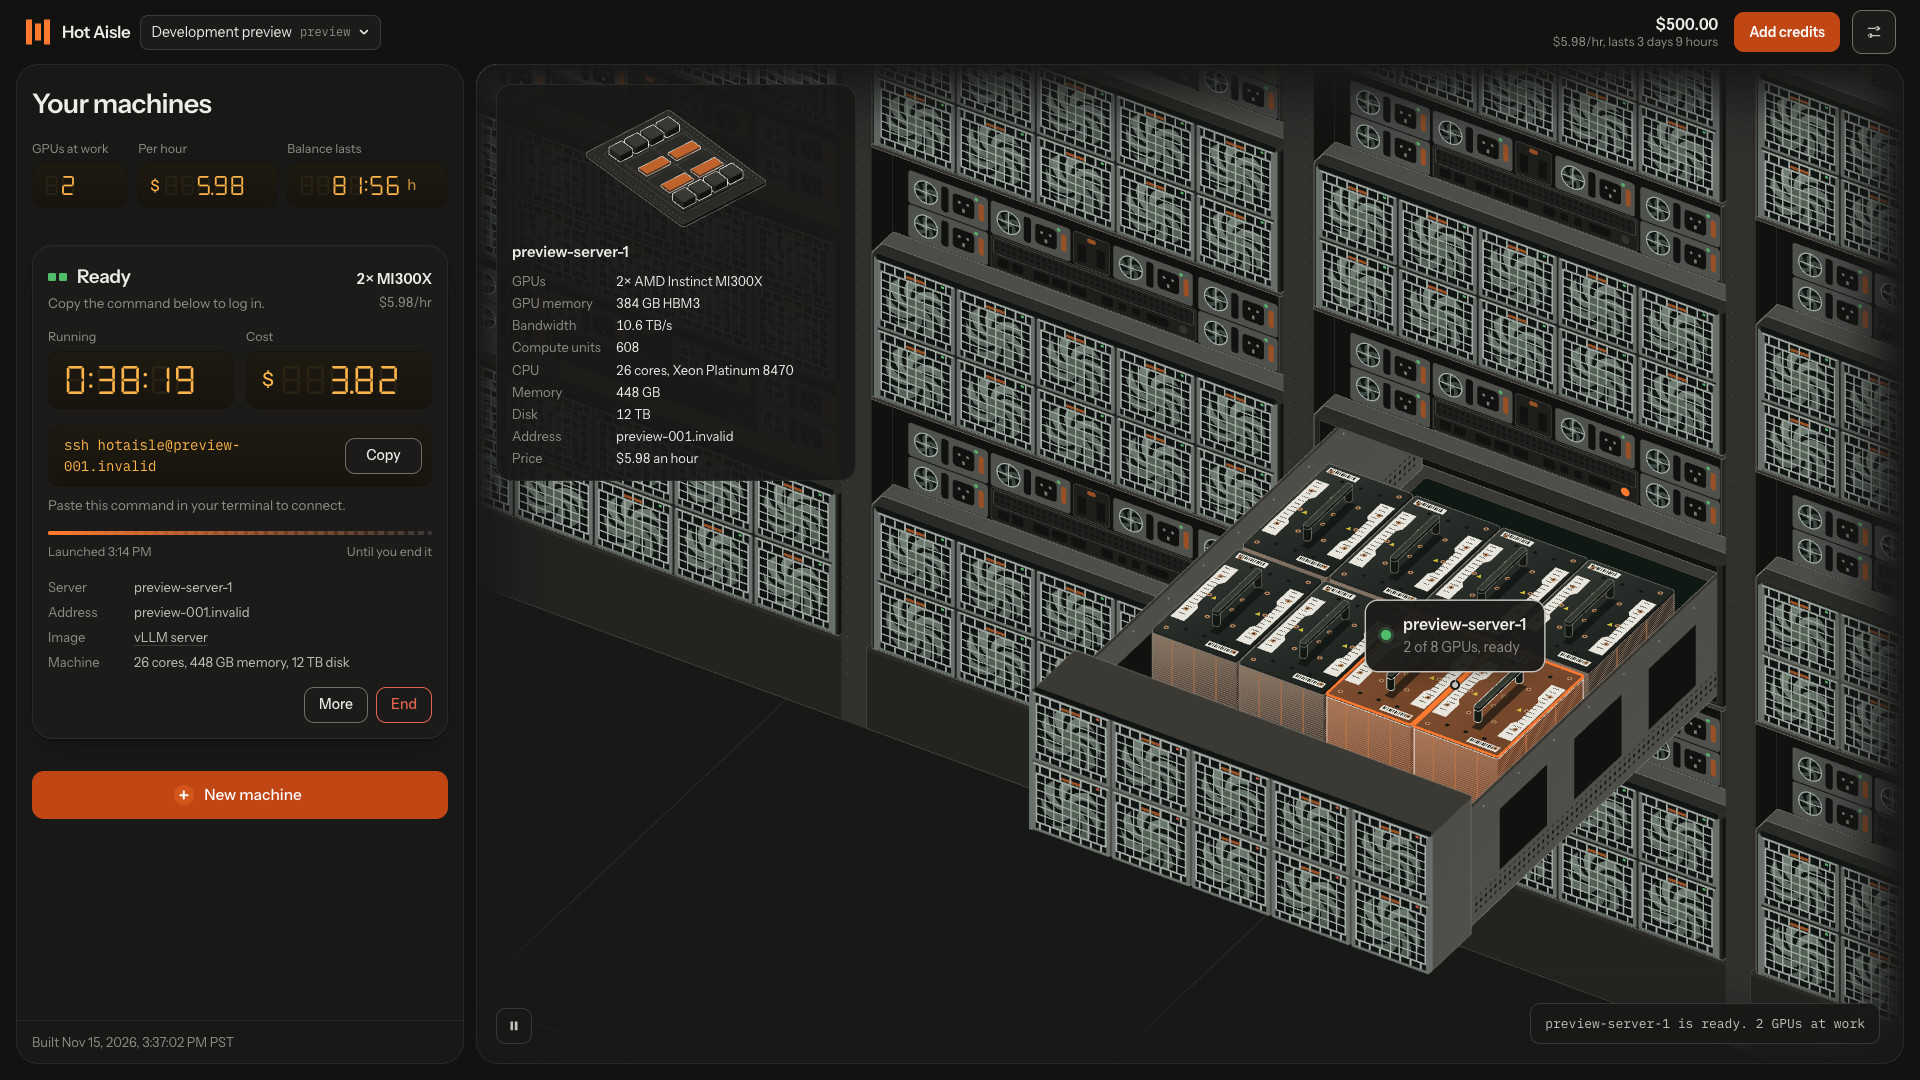 Hot Aisle
Development preview preview
$500.00
$5.98/hr, lasts 3 days 9 hours
Add credits
Your machines
GPUs at work
Per hour
Balance lasts
2
$ 5.98
81:56 h
Ready
2× MI300X
Copy the command below to log in.
$5.98/hr
Running
Cost
0:38:19
$ 3.82
ssh hotaisle@preview-
001.invalid
Copy
Paste this command in your terminal to connect.
Launched 3:14 PM
Until you end it
Server preview-server-1
Address preview-001.invalid
Image vLLM server
Machine 26 cores, 448 GB memory, 12 TB disk
More
End
New machine
Built Nov 15, 2026, 3:37:02 PM PST
preview-server-1
GPUs 2× AMD Instinct MI300X
GPU memory 384 GB HBM3
Bandwidth 10.6 TB/s
Compute units 608
CPU 26 cores, Xeon Platinum 8470
Memory 448 GB
Disk 12 TB
Address preview-001.invalid
Price $5.98 an hour
preview-server-1
2 of 8 GPUs, ready
preview-server-1 is ready. 2 GPUs at work